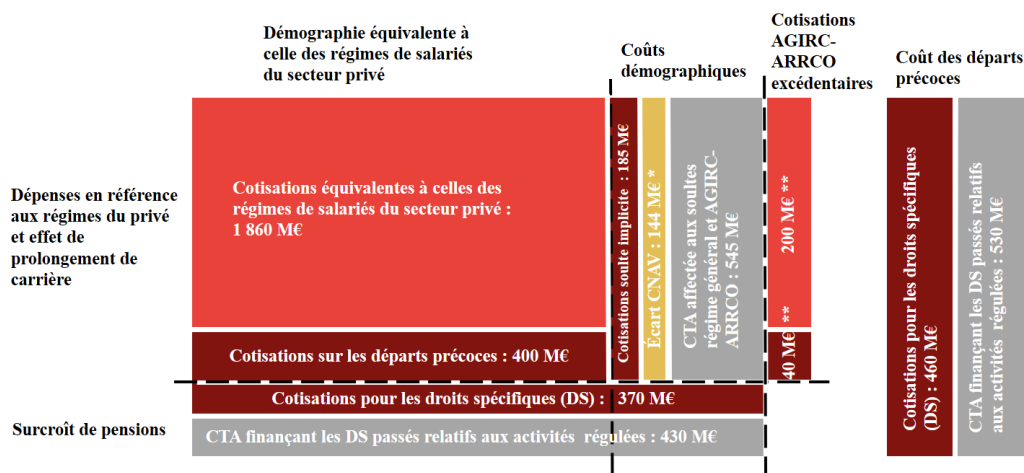 Démographie équivalente à
celle des régimes de salariés
du secteur privé
Coûts
démographiques
Cotisations
AGIRC-
ARRCO
excédentaires
Coût des départs
précoces
Dépenses en référence
aux régimes du privé
et effet de
prolongement de
carrière
Cotisations équivalentes à celles des
régimes de salariés du secteur privé :
1 860 M€
Cotisations sur les départs précoces : 400 M€
Cotisations soulte implicite : 185 M€
Écart CNAV : 144 M€ *
CTA affectée aux soultes
régime général et AGIRC-
ARRCO : 545 M€
200 M€ **
40 M€ **
Cotisations pour les droits spécifiques
(DS) : 460 M€
CTA finançant les DS passés relatifs
aux activités régulées : 530 M€
Surcroît de pensions
Cotisations pour les droits spécifiques (DS) : 370 M€
CTA finançant les DS passés relatifs aux activités régulées : 430 M€